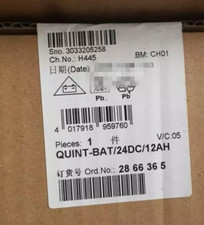 Sno. 3033205258
Ch.No.: H445 BM: CH01
日期(Date)
Pb Pb
4 017918 959760
Pieces: 1 件 V/C:05
QUINT-BAT/24DC/12AH
订货号 Ord.No.: 28 66 36 5